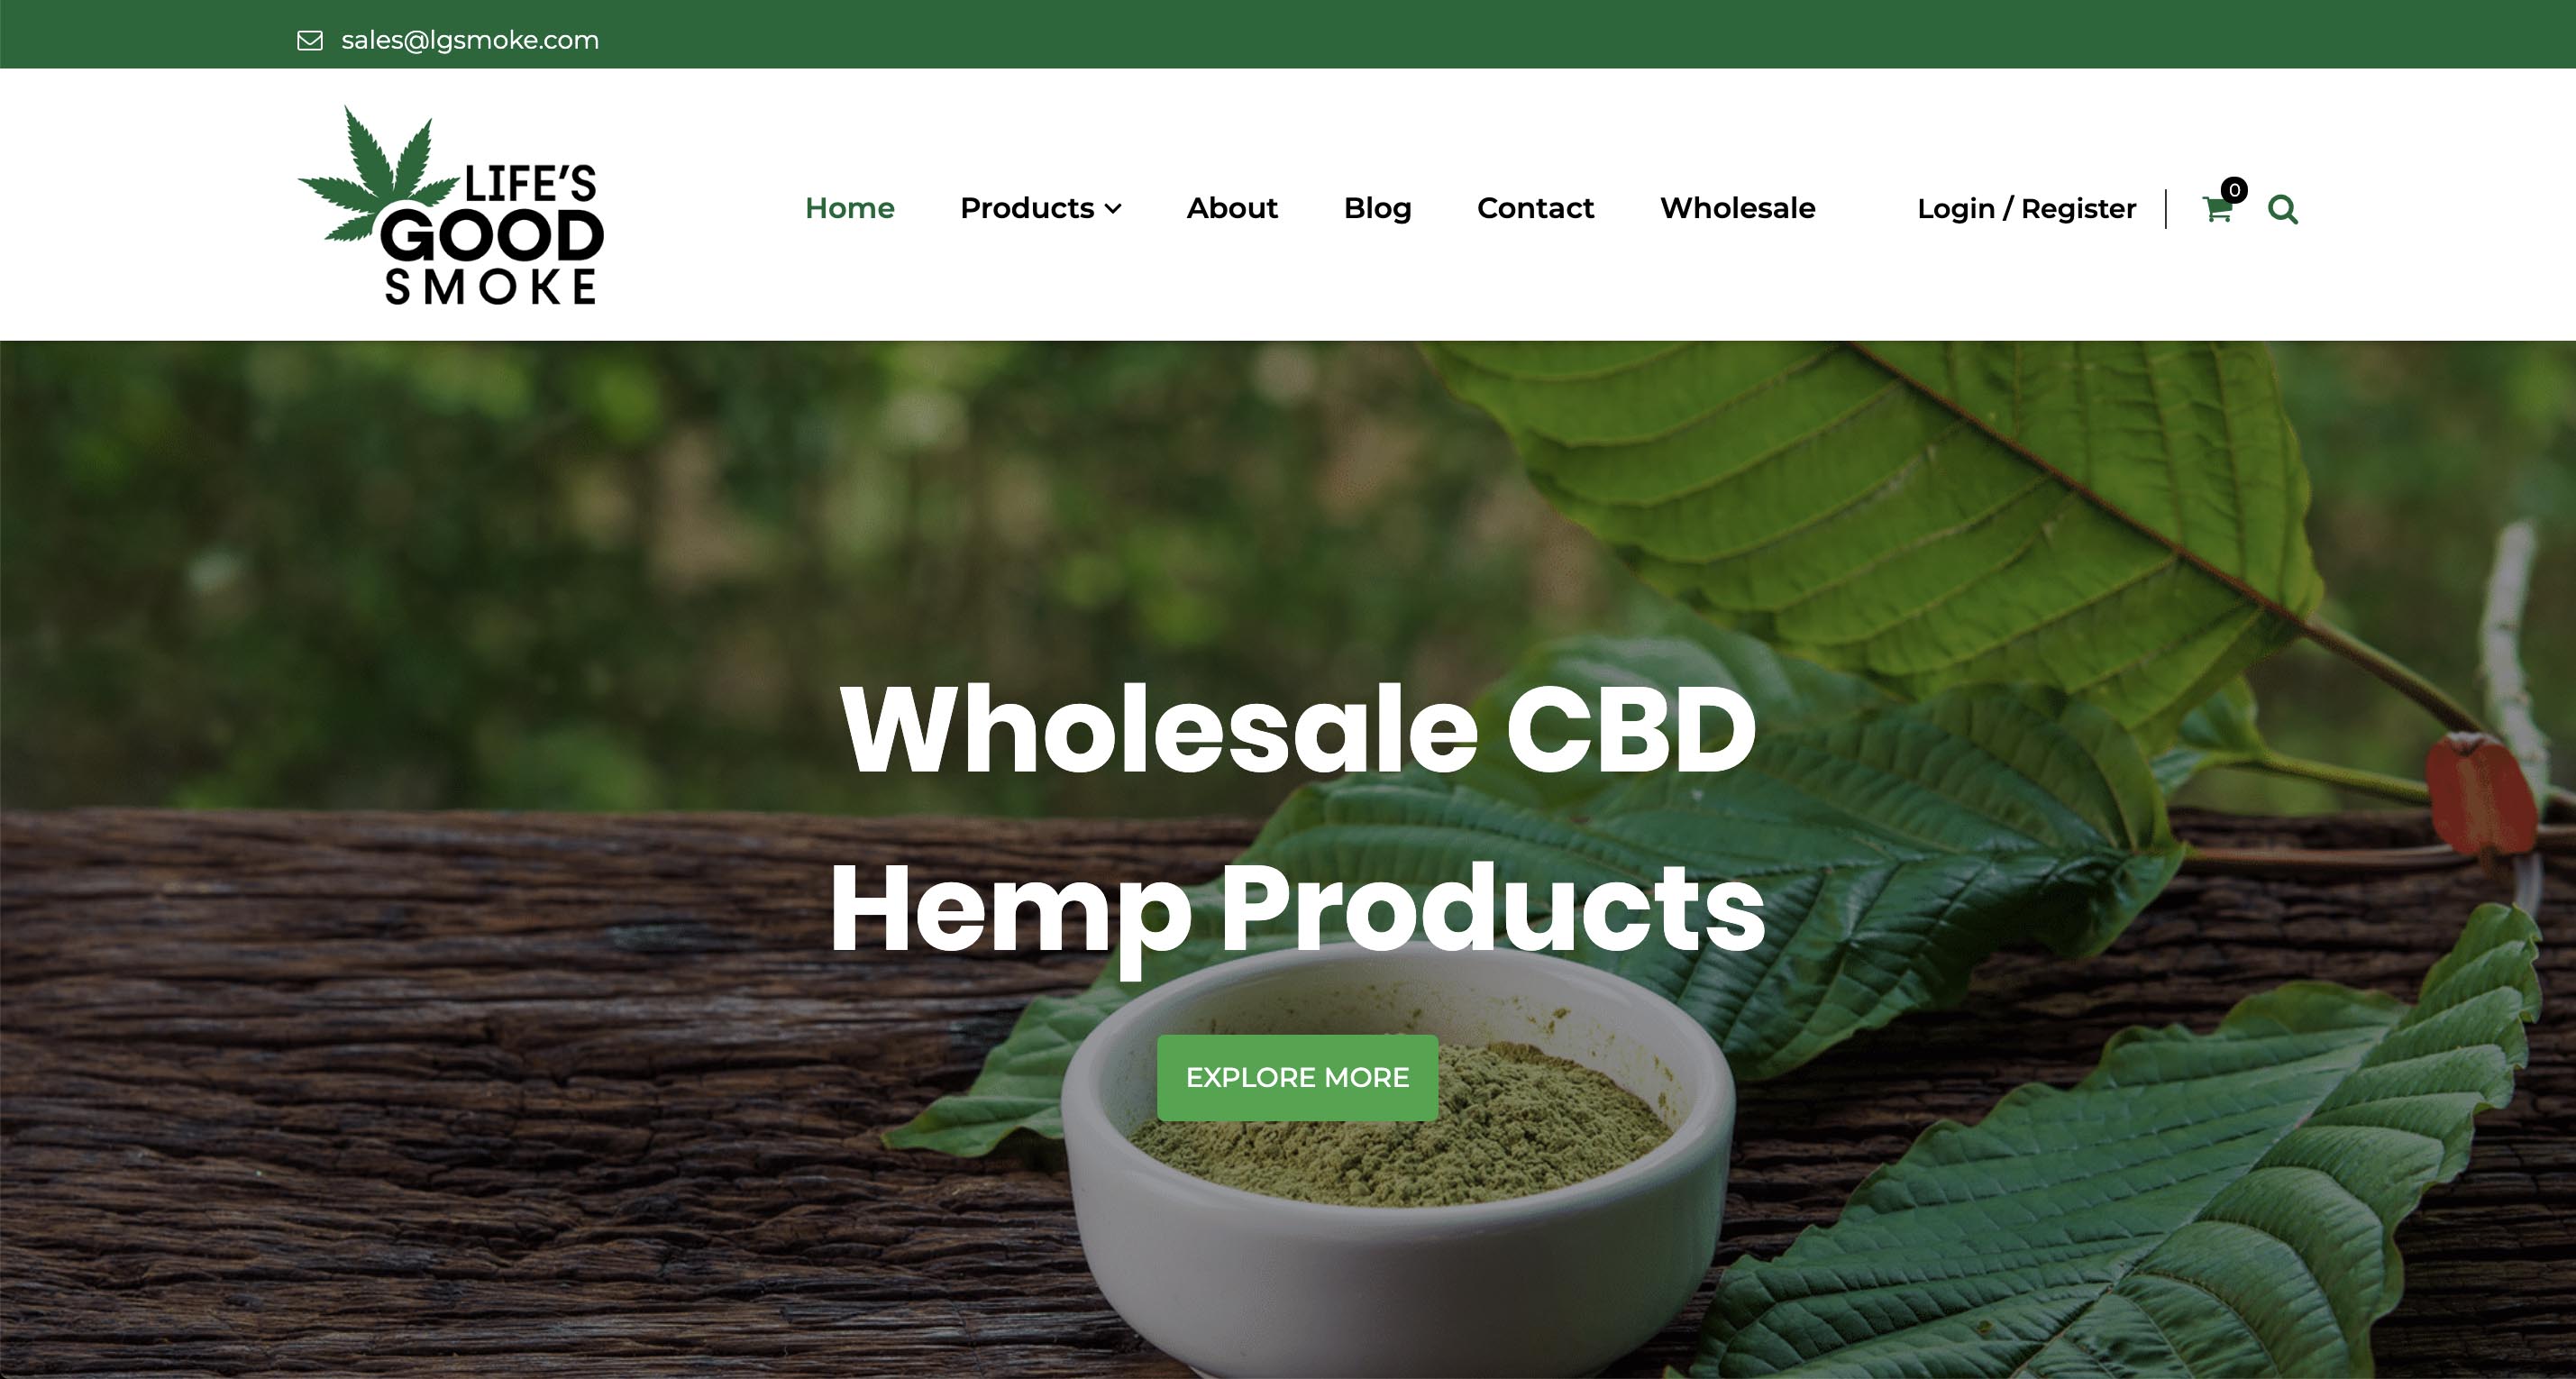 sales@lgsmoke.com
LIFE'S
GOOD
SMOKE
Home Products About Blog Contact Wholesale Login / Register 0
Wholesale CBD
Hemp Products
EXPLORE MORE